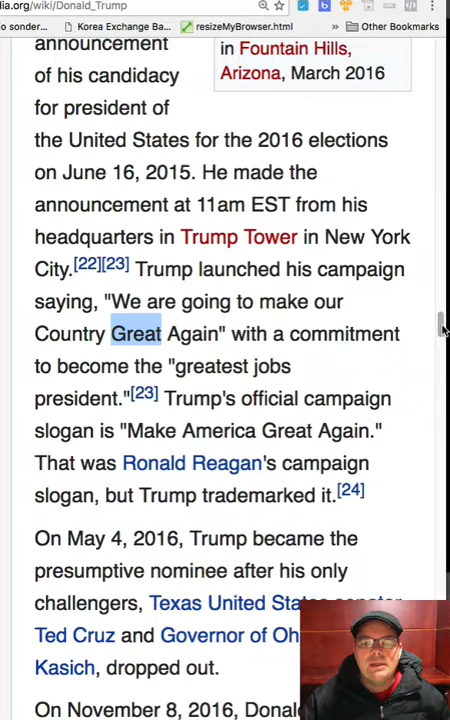 dia.org/wiki/Donald_Trump
o sonder...
Korea Exchange Ba...
resizeMyBrowser.html
»
Other Bookmarks
announcement
of his candidacy
for president of
in Fountain Hills,
Arizona, March 2016
the United States for the 2016 elections
on June 16, 2015. He made the
announcement at 11am EST from his
headquarters in Trump Tower in New York
City.[22][23] Trump launched his campaign
saying, "We are going to make our
Country Great Again" with a commitment
to become the "greatest jobs
president."[23] Trump's official campaign
slogan is "Make America Great Again."
That was Ronald Reagan's campaign
slogan, but Trump trademarked it.[24]
On May 4, 2016, Trump became the
presumptive nominee after his only
challengers, Texas United States senator
Ted Cruz and Governor of Oh
Kasich, dropped out.
On November 8, 2016, Donald